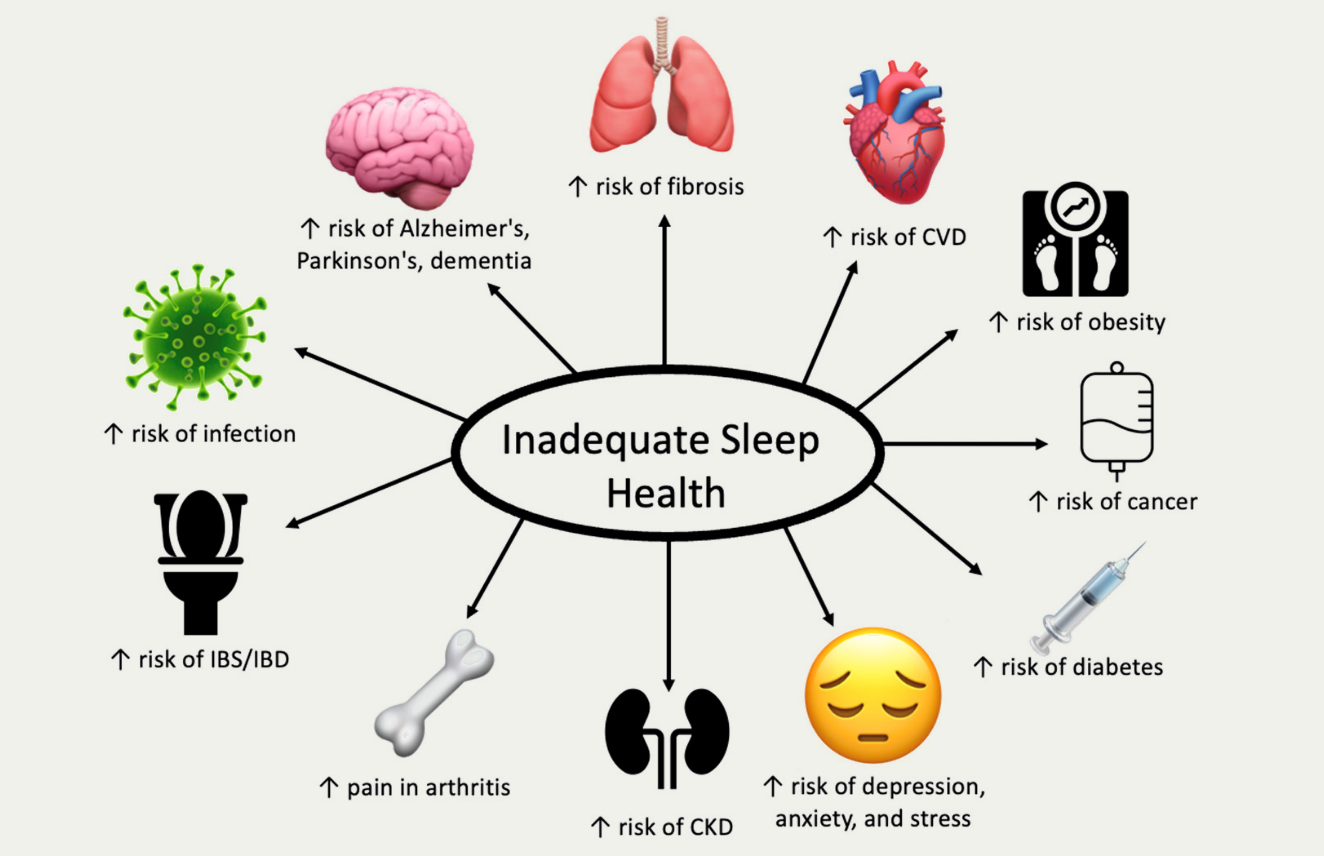 ↑ risk of fibrosis
↑ risk of Alzheimer's,
Parkinson's, dementia
↑ risk of CVD
↑ risk of obesity
↑ risk of infection
Inadequate Sleep
Health
↑ risk of cancer
↑ risk of IBS/IBD
↑ risk of diabetes
↑ pain in arthritis
↑ risk of depression,
anxiety, and stress
↑ risk of CKD